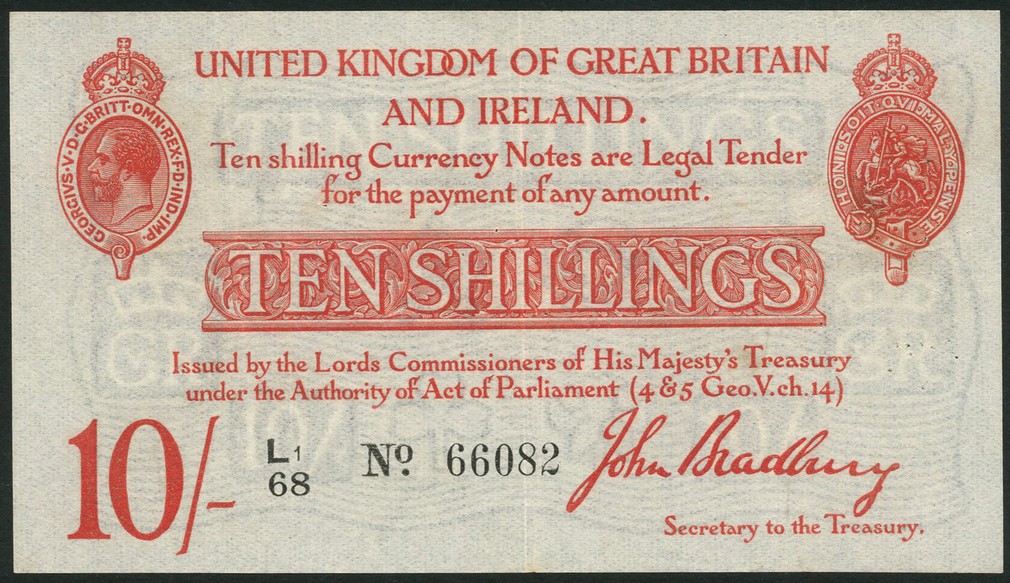 UNITED KINGDOM OF GREAT BRITAIN
AND IRELAND.
GEORGIVS·V·D·G·BRITT·OMN·REX·F·D·IND·IMP·
HONI·SOIT·QVI·MAL·Y·PENSE
Ten shilling Currency Notes are Legal Tender
for the payment of any amount.
TEN SHILLINGS
Issued by the Lords Commissioners of His Majesty's Treasury
under the Authority of Act of Parliament (4 & 5 Geo.V.ch.14)
10/-
L1
68
No. 66082
John Bradbury
Secretary to the Treasury.